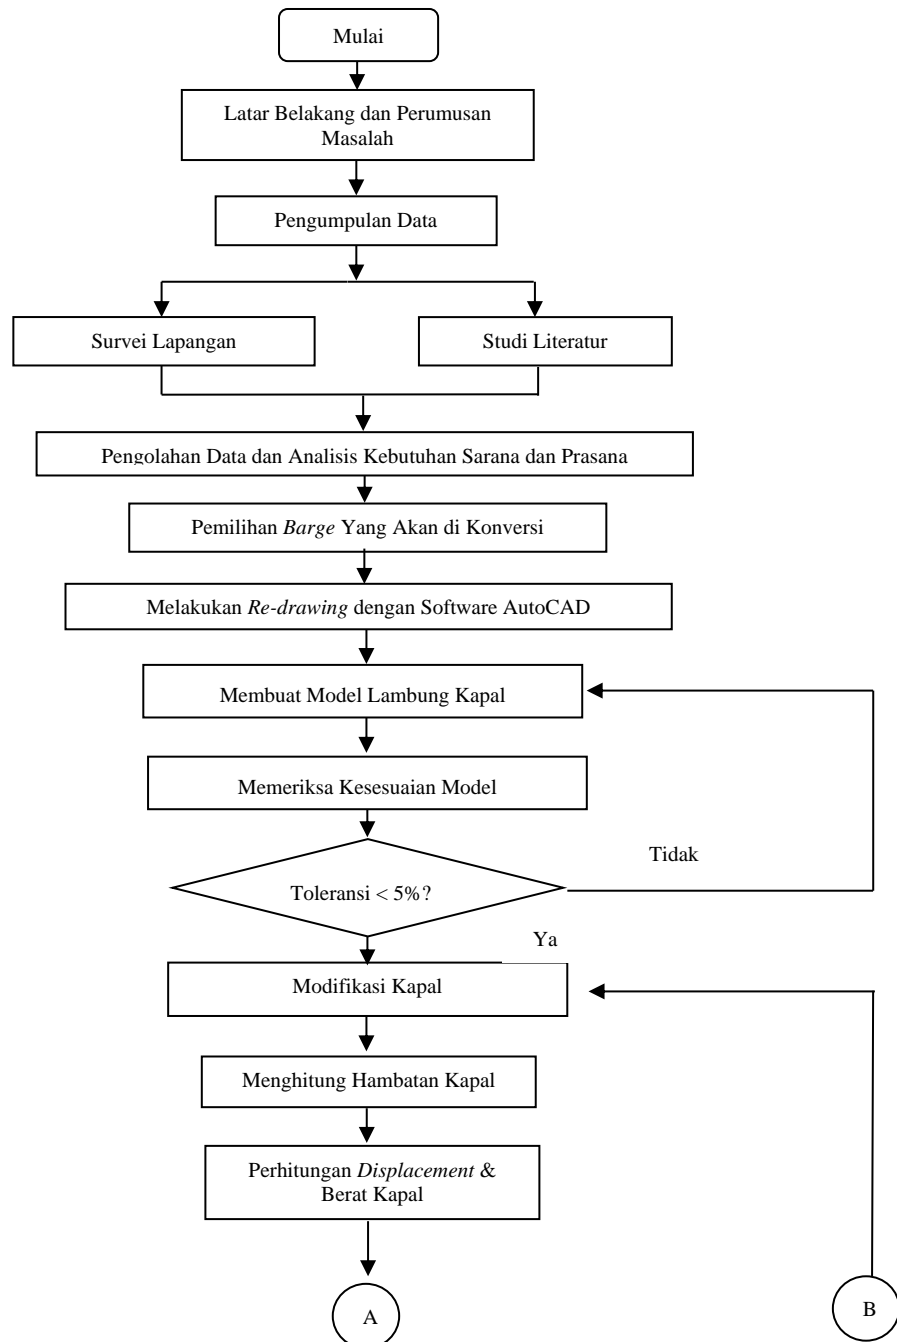 Mulai
Latar Belakang dan Perumusan
Masalah
Pengumpulan Data
Survei Lapangan
Studi Literatur
Pengolahan Data dan Analisis Kebutuhan Sarana dan Prasana
Pemilihan Barge Yang Akan di Konversi
Melakukan Re-drawing dengan Software AutoCAD
Membuat Model Lambung Kapal
Memeriksa Kesesuaian Model
Tidak
Toleransi < 5%?
Ya
Modifikasi Kapal
Menghitung Hambatan Kapal
Perhitungan Displacement &
Berat Kapal
A
B